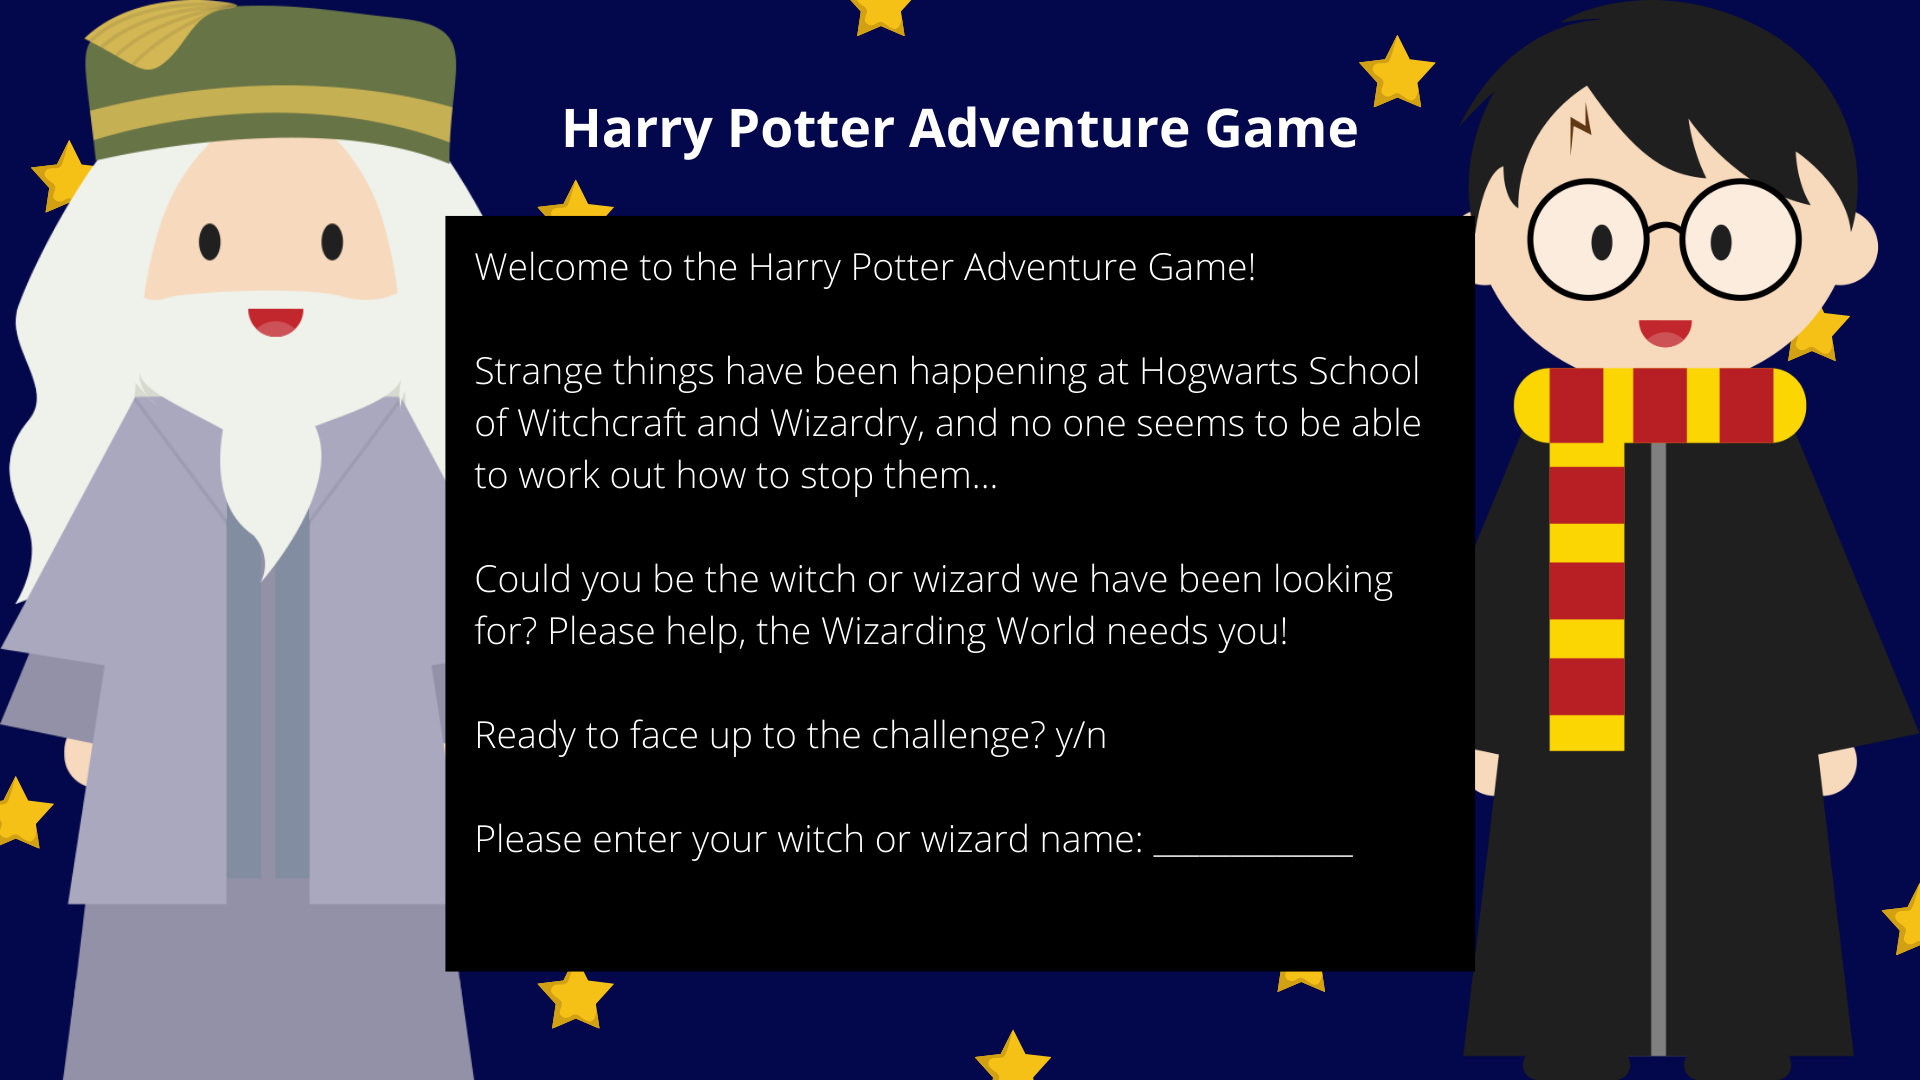 Harry Potter Adventure Game
Welcome to the Harry Potter Adventure Game!
Strange things have been happening at Hogwarts School
of Witchcraft and Wizardry, and no one seems to be able
to work out how to stop them...
Could you be the witch or wizard we have been looking
for? Please help, the Wizarding World needs you!
Ready to face up to the challenge? y/n
Please enter your witch or wizard name: ____________